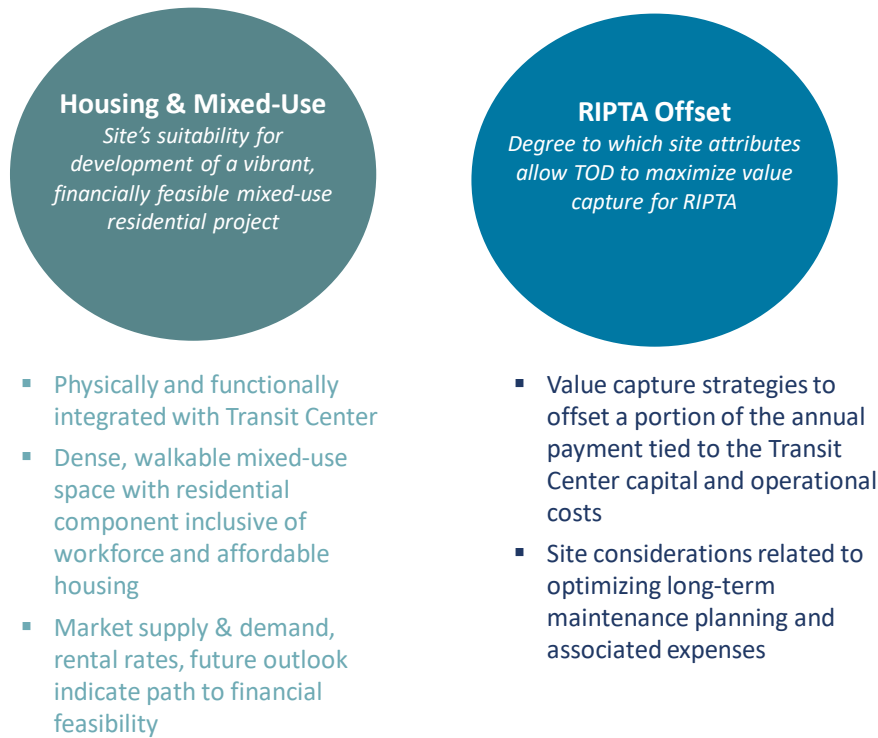 Housing & Mixed-Use
Site's suitability for
development of a vibrant,
financially feasible mixed-use
residential project
▪ Physically and functionally
integrated with Transit Center
▪ Dense, walkable mixed-use
space with residential
component inclusive of
workforce and affordable
housing
▪ Market supply & demand,
rental rates, future outlook
indicate path to financial
feasibility
RIPTA Offset
Degree to which site attributes
allow TOD to maximize value
capture for RIPTA
▪ Value capture strategies to
offset a portion of the annual
payment tied to the Transit
Center capital and operational
costs
▪ Site considerations related to
optimizing long-term
maintenance planning and
associated expenses